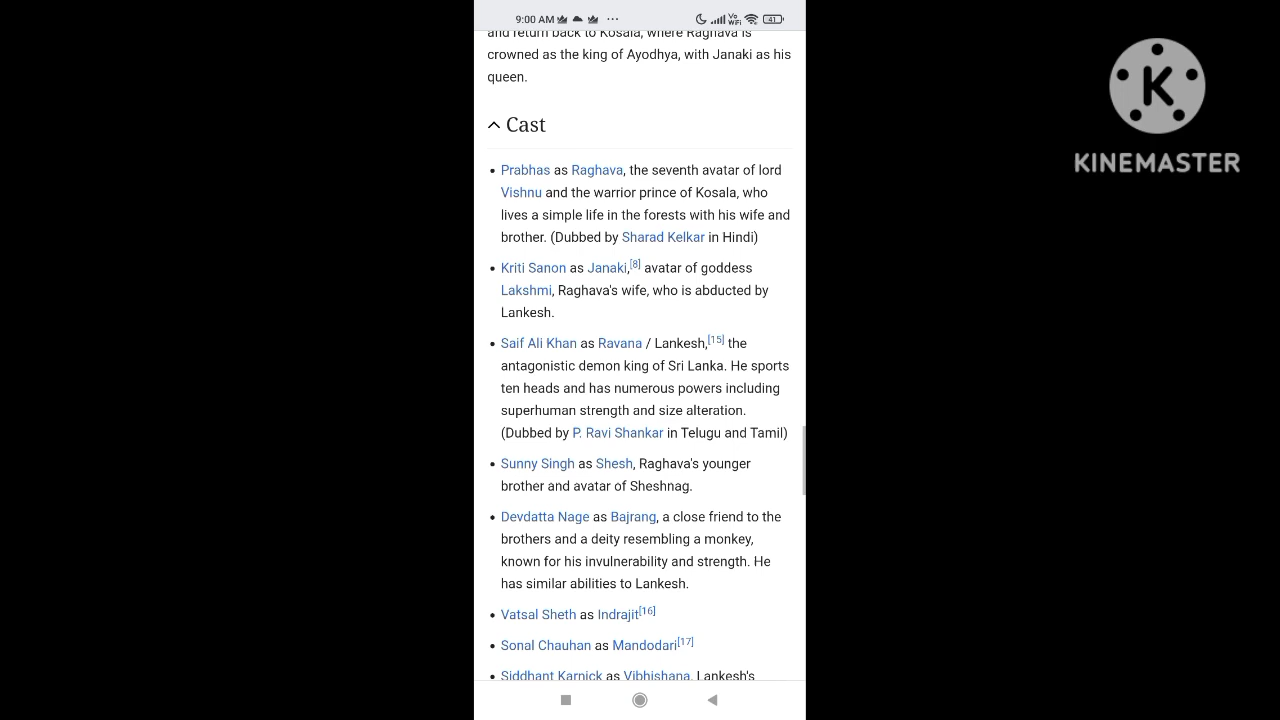 9:00 AM
Vo
WiFi
41
and return back to Kosala, where Raghava is
crowned as the king of Ayodhya, with Janaki as his
queen.
Cast
• Prabhas as Raghava, the seventh avatar of lord
Vishnu and the warrior prince of Kosala, who
lives a simple life in the forests with his wife and
brother. (Dubbed by Sharad Kelkar in Hindi)
• Kriti Sanon as Janaki,[8] avatar of goddess
Lakshmi, Raghava's wife, who is abducted by
Lankesh.
• Saif Ali Khan as Ravana / Lankesh,[15] the
antagonistic demon king of Sri Lanka. He sports
ten heads and has numerous powers including
superhuman strength and size alteration.
(Dubbed by P. Ravi Shankar in Telugu and Tamil)
• Sunny Singh as Shesh, Raghava's younger
brother and avatar of Sheshnag.
• Devdatta Nage as Bajrang, a close friend to the
brothers and a deity resembling a monkey,
known for his invulnerability and strength. He
has similar abilities to Lankesh.
• Vatsal Sheth as Indrajit[16]
• Sonal Chauhan as Mandodari[17]
• Siddhant Karnick as Vibhishana, Lankesh's
K
KINEMASTER